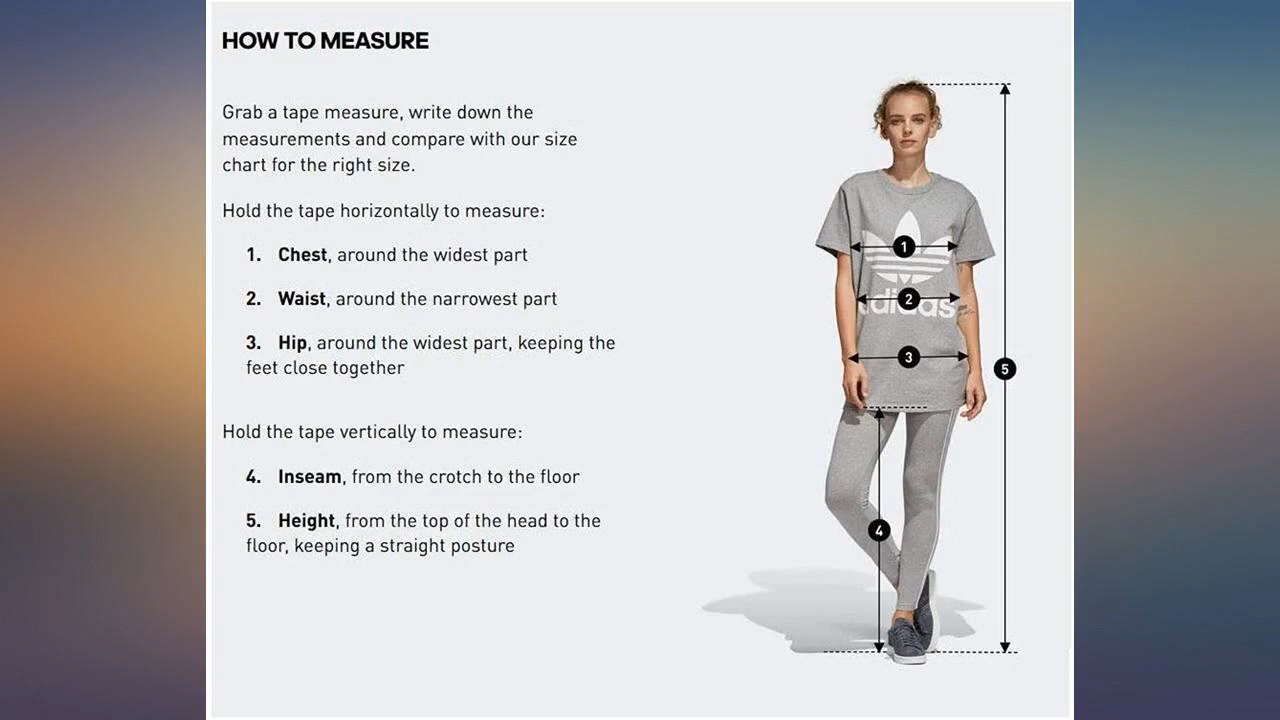 HOW TO MEASURE
Grab a tape measure, write down the
measurements and compare with our size
chart for the right size.
Hold the tape horizontally to measure:
1. Chest, around the widest part
2. Waist, around the narrowest part
3. Hip, around the widest part, keeping the
feet close together
Hold the tape vertically to measure:
4. Inseam, from the crotch to the floor
5. Height, from the top of the head to the
floor, keeping a straight posture
1
adidas
2
3
5
4